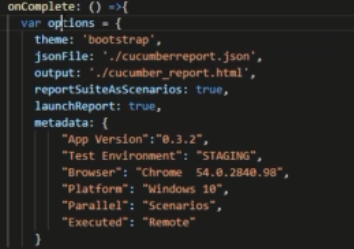 onComplete: () =>{
var options = {
theme: 'bootstrap',
jsonFile: './cucumberreport.json',
output: './cucumber_report.html',
reportSuiteAsScenarios: true,
launchReport: true,
metadata: {
"App Version":"0.3.2",
"Test Environment": "STAGING",
"Browser": "Chrome  54.0.2840.98",
"Platform": "Windows 10",
"Parallel": "Scenarios",
"Executed": "Remote"
}